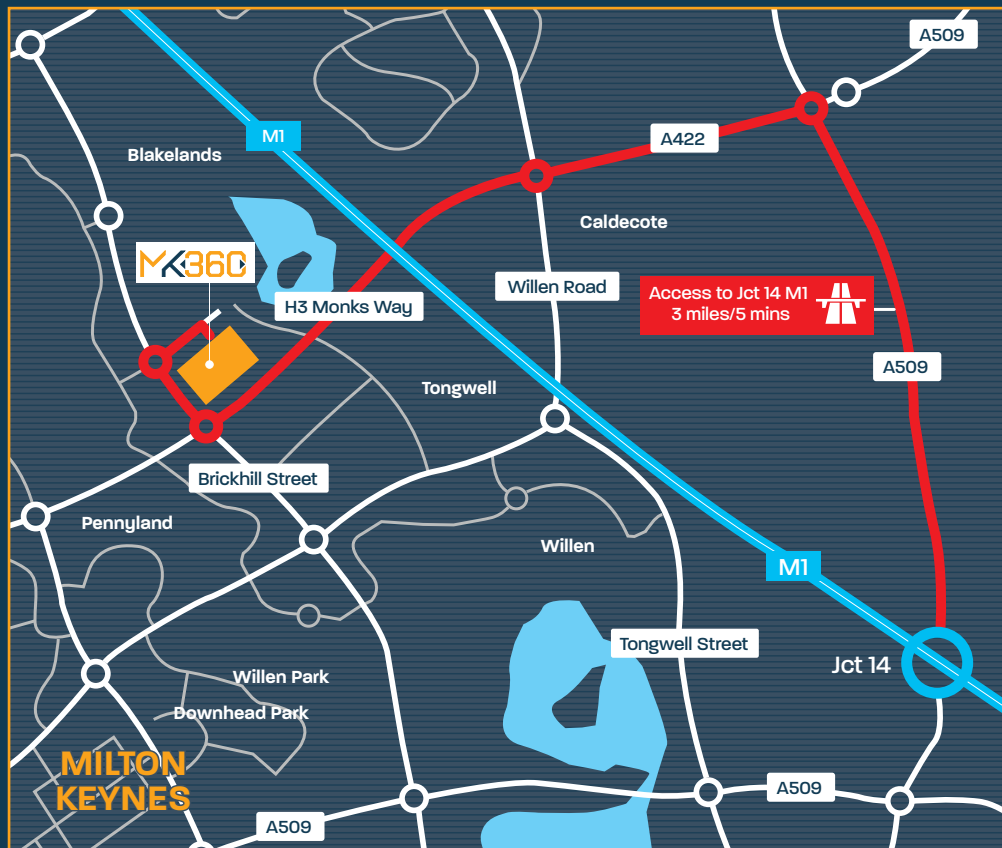 A509
M1
A422
Blakelands
Caldecote
MK360
Willen Road
Access to Jct 14 M1
3 miles/5 mins
H3 Monks Way
A509
Tongwell
Brickhill Street
Pennyland
Willen
M1
Tongwell Street
Jct 14
Willen Park
Downhead Park
MILTON
KEYNES
A509
A509